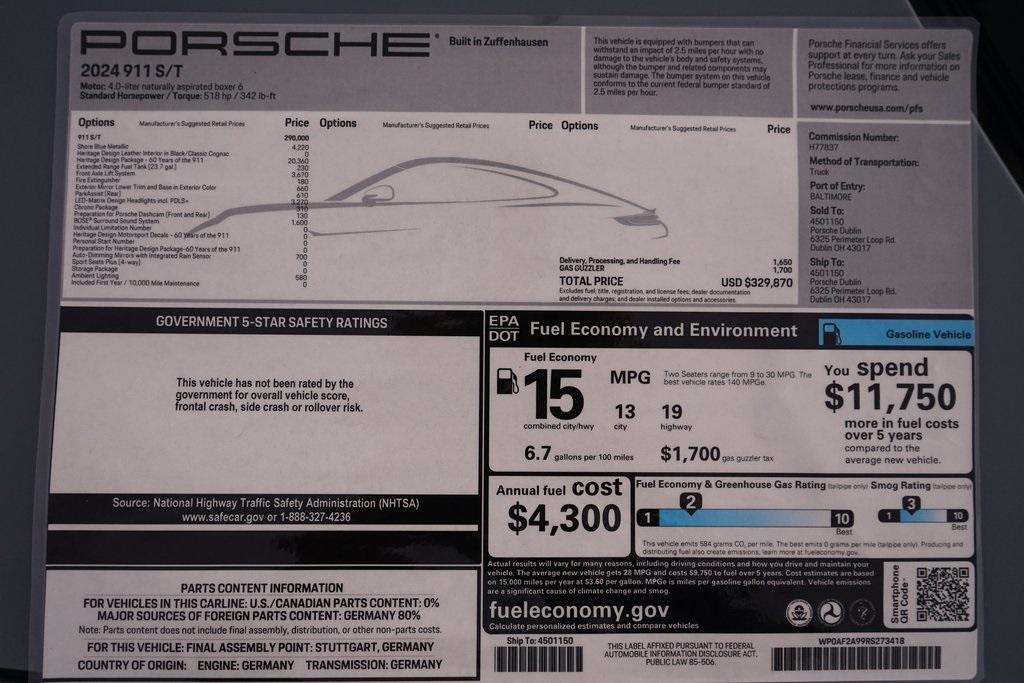 PORSCHE® Built in Zuffenhausen
2024 911 S/T
Motor: 4.0-liter naturally aspirated boxer 6
Standard Horsepower / Torque: 518 hp / 342 lb-ft
This vehicle is equipped with bumpers that can
withstand an impact of 2.5 miles per hour with no
damage to the vehicle's body and safety systems,
although the bumper and related components may
sustain damage. The bumper system on this vehicle
conforms to the current federal bumper standard of
2.5 miles per hour.
Porsche Financial Services offers
support at every turn. Ask your Sales
Professional for more information on
Porsche lease, finance and vehicle
protections programs.
www.porscheusa.com/pfs
Options Manufacturer's Suggested Retail Prices Price Options Manufacturer's Suggested Retail Prices Price Options Manufacturer's Suggested Retail Prices Price
911 S/T 290,000
Shore Blue Metallic 4,220
Heritage Design Leather Interior in Black/Classic Cognac 0
Heritage Design Package - 60 Years of the 911 20,360
Extended Range Fuel Tank (23.7 gal.) 230
Front Axle Lift System 3,670
Fire Extinguisher 180
Exterior Mirror Lower Trim and Base in Exterior Color 660
ParkAssist (Rear) 610
LED-Matrix Design Headlights incl. PDLS+ 3,270
Chrono Package 310
Preparation for Porsche Dashcam (Front and Rear) 130
BOSE® Surround Sound System 1,600
Individual Limitation Number 0
Heritage Design Motorsport Decals - 60 Years of the 911 0
Personal Start Number 0
Preparation for Heritage Design Package-60 Years of the 911 0
Auto-Dimming Mirrors with Integrated Rain Sensor 700
Sport Seats Plus (4-way) 0
Storage Package 0
Ambient Lighting 580
Included First Year / 10,000 Mile Maintenance 0
Delivery, Processing, and Handling Fee 1,650
GAS GUZZLER 1,700
TOTAL PRICE USD $329,870
Excludes fuel; title, registration, and license fees; dealer documentation
and delivery charges; and dealer installed options and accessories.
Commission Number:
H77837
Method of Transportation:
Truck
Port of Entry:
BALTIMORE
Sold To:
4501150
Porsche Dublin
6325 Perimeter Loop Rd.
Dublin OH 43017
Ship To:
4501150
Porsche Dublin
6325 Perimeter Loop Rd.
Dublin OH 43017
GOVERNMENT 5-STAR SAFETY RATINGS
This vehicle has not been rated by the
government for overall vehicle score,
frontal crash, side crash or rollover risk.
Source: National Highway Traffic Safety Administration (NHTSA)
www.safecar.gov or 1-888-327-4236
PARTS CONTENT INFORMATION
FOR VEHICLES IN THIS CARLINE: U.S./CANADIAN PARTS CONTENT: 0%
MAJOR SOURCES OF FOREIGN PARTS CONTENT: GERMANY 80%
Note: Parts content does not include final assembly, distribution, or other non-parts costs.
FOR THIS VEHICLE: FINAL ASSEMBLY POINT: STUTTGART, GERMANY
COUNTRY OF ORIGIN: ENGINE: GERMANY TRANSMISSION: GERMANY
EPA
DOT
Fuel Economy and Environment
Gasoline Vehicle
Fuel Economy
15 MPG
combined city/hwy
13
city
19
highway
Two Seaters range from 9 to 30 MPG. The
best vehicle rates 140 MPGe.
6.7 gallons per 100 miles
$1,700 gas guzzler tax
You spend
$11,750
more in fuel costs
over 5 years
compared to the
average new vehicle.
Annual fuel cost
$4,300
Fuel Economy & Greenhouse Gas Rating (tailpipe only)
1 2 10
Best
Smog Rating (tailpipe only)
1 3 10
Best
This vehicle emits 584 grams CO₂ per mile. The best emits 0 grams per mile (tailpipe only). Producing and
distributing fuel also create emissions; learn more at fueleconomy.gov.
Actual results will vary for many reasons, including driving conditions and how you drive and maintain your
vehicle. The average new vehicle gets 28 MPG and costs $9,750 to fuel over 5 years. Cost estimates are based
on 15,000 miles per year at $3.60 per gallon. MPGe is miles per gasoline gallon equivalent. Vehicle emissions
are a significant cause of climate change and smog.
fueleconomy.gov
Calculate personalized estimates and compare vehicles
Smartphone
QR Code™
Ship To: 4501150
THIS LABEL AFFIXED PURSUANT TO FEDERAL
AUTOMOBILE INFORMATION DISCLOSURE ACT,
PUBLIC LAW 85-506.
WP0AF2A99RS273418